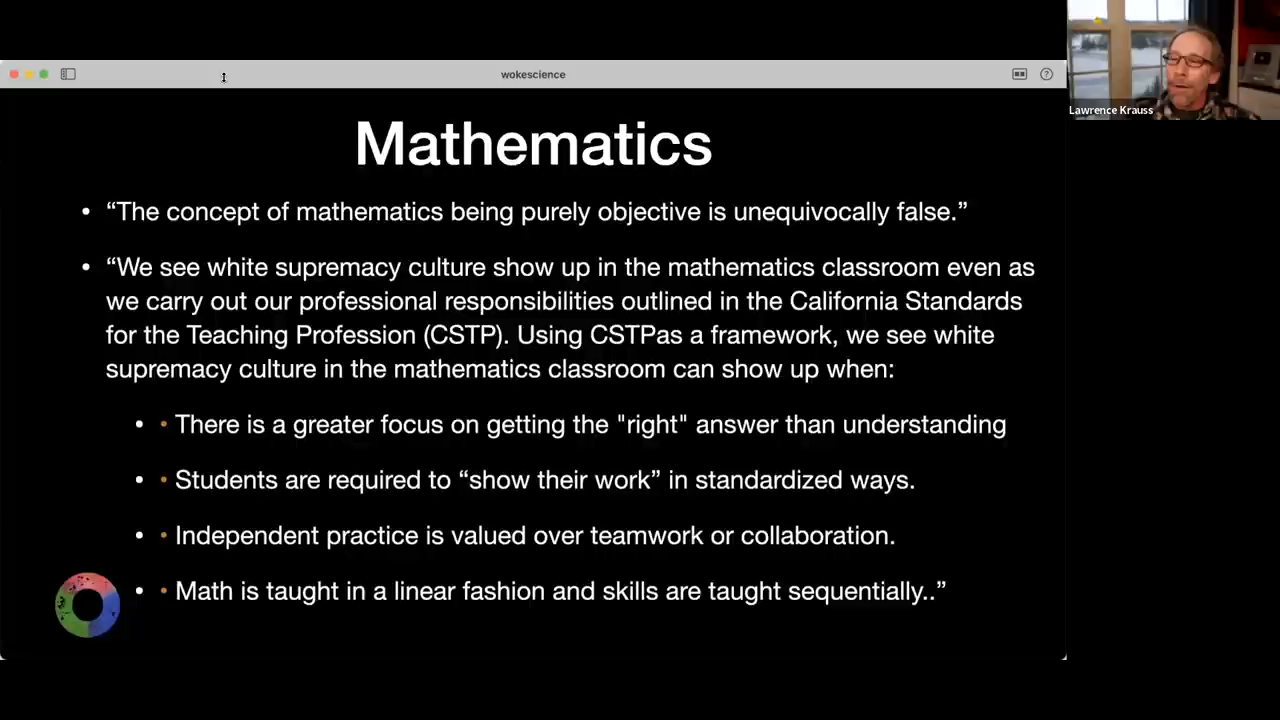 wokescience
Lawrence Krauss
Mathematics
• “The concept of mathematics being purely objective is unequivocally false.”
• “We see white supremacy culture show up in the mathematics classroom even as
we carry out our professional responsibilities outlined in the California Standards
for the Teaching Profession (CSTP). Using CSTPas a framework, we see white
supremacy culture in the mathematics classroom can show up when:
• • There is a greater focus on getting the "right" answer than understanding
• • Students are required to “show their work” in standardized ways.
• • Independent practice is valued over teamwork or collaboration.
• • Math is taught in a linear fashion and skills are taught sequentially..”